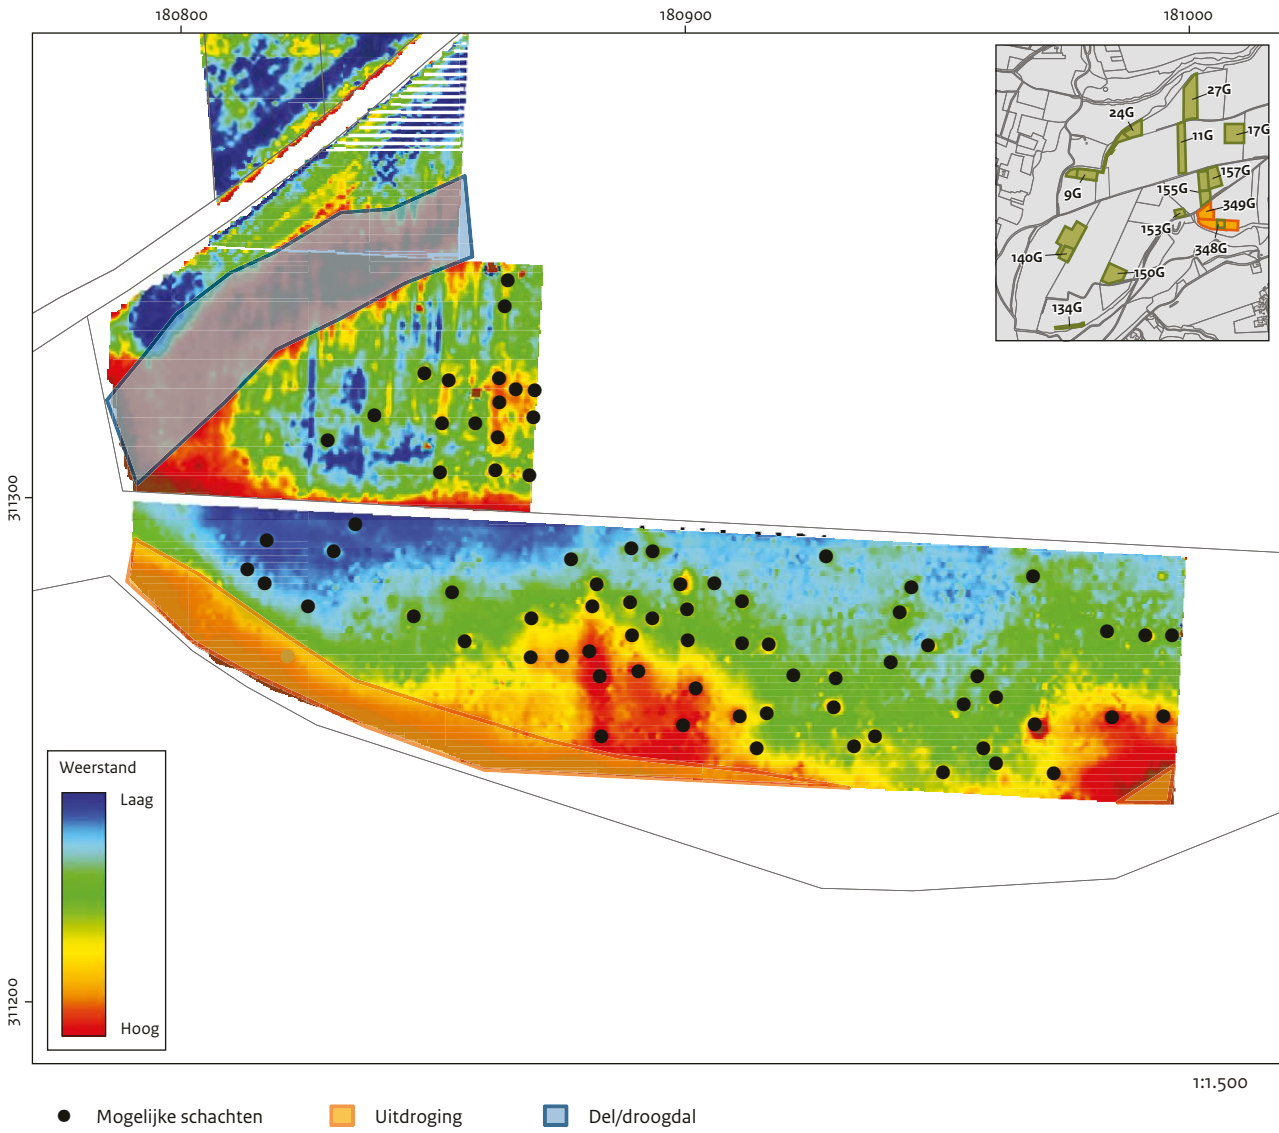 180800
180900
181000
27G
24G
11G
17G
157G
9G
155G
349G
153G
348G
140G
150G
134G
311300
Weerstand
Laag
Hoog
311200
1:1.500
Mogelijke schachten
Uitdroging
Del/droogdal